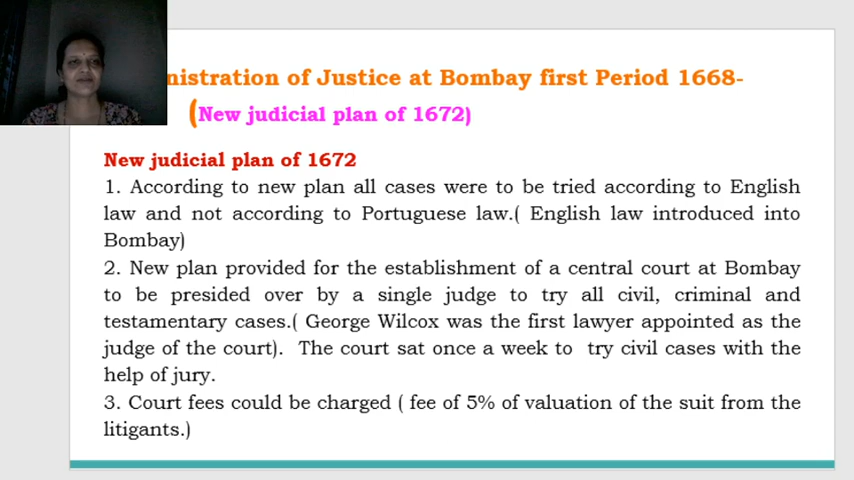 nistration of Justice at Bombay first Period 1668-
(New judicial plan of 1672)
New judicial plan of 1672
1. According to new plan all cases were to be tried according to English
law and not according to Portuguese law.( English law introduced into
Bombay)
2. New plan provided for the establishment of a central court at Bombay
to be presided over by a single judge to try all civil, criminal and
testamentary cases.( George Wilcox was the first lawyer appointed as the
judge of the court).  The court sat once a week to  try civil cases with the
help of jury.
3. Court fees could be charged ( fee of 5% of valuation of the suit from the
litigants.)